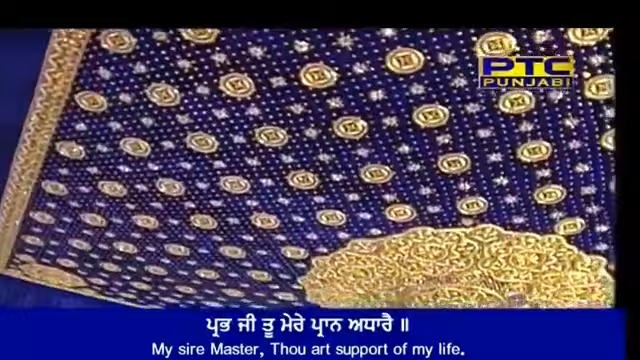 PTC
PUNJABI
ਪ੍ਰਭ ਜੀ ਤੂ ਮੇਰੇ ਪ੍ਰਾਨ ਅਧਾਰੈ ॥
My sire Master, Thou art support of my life.